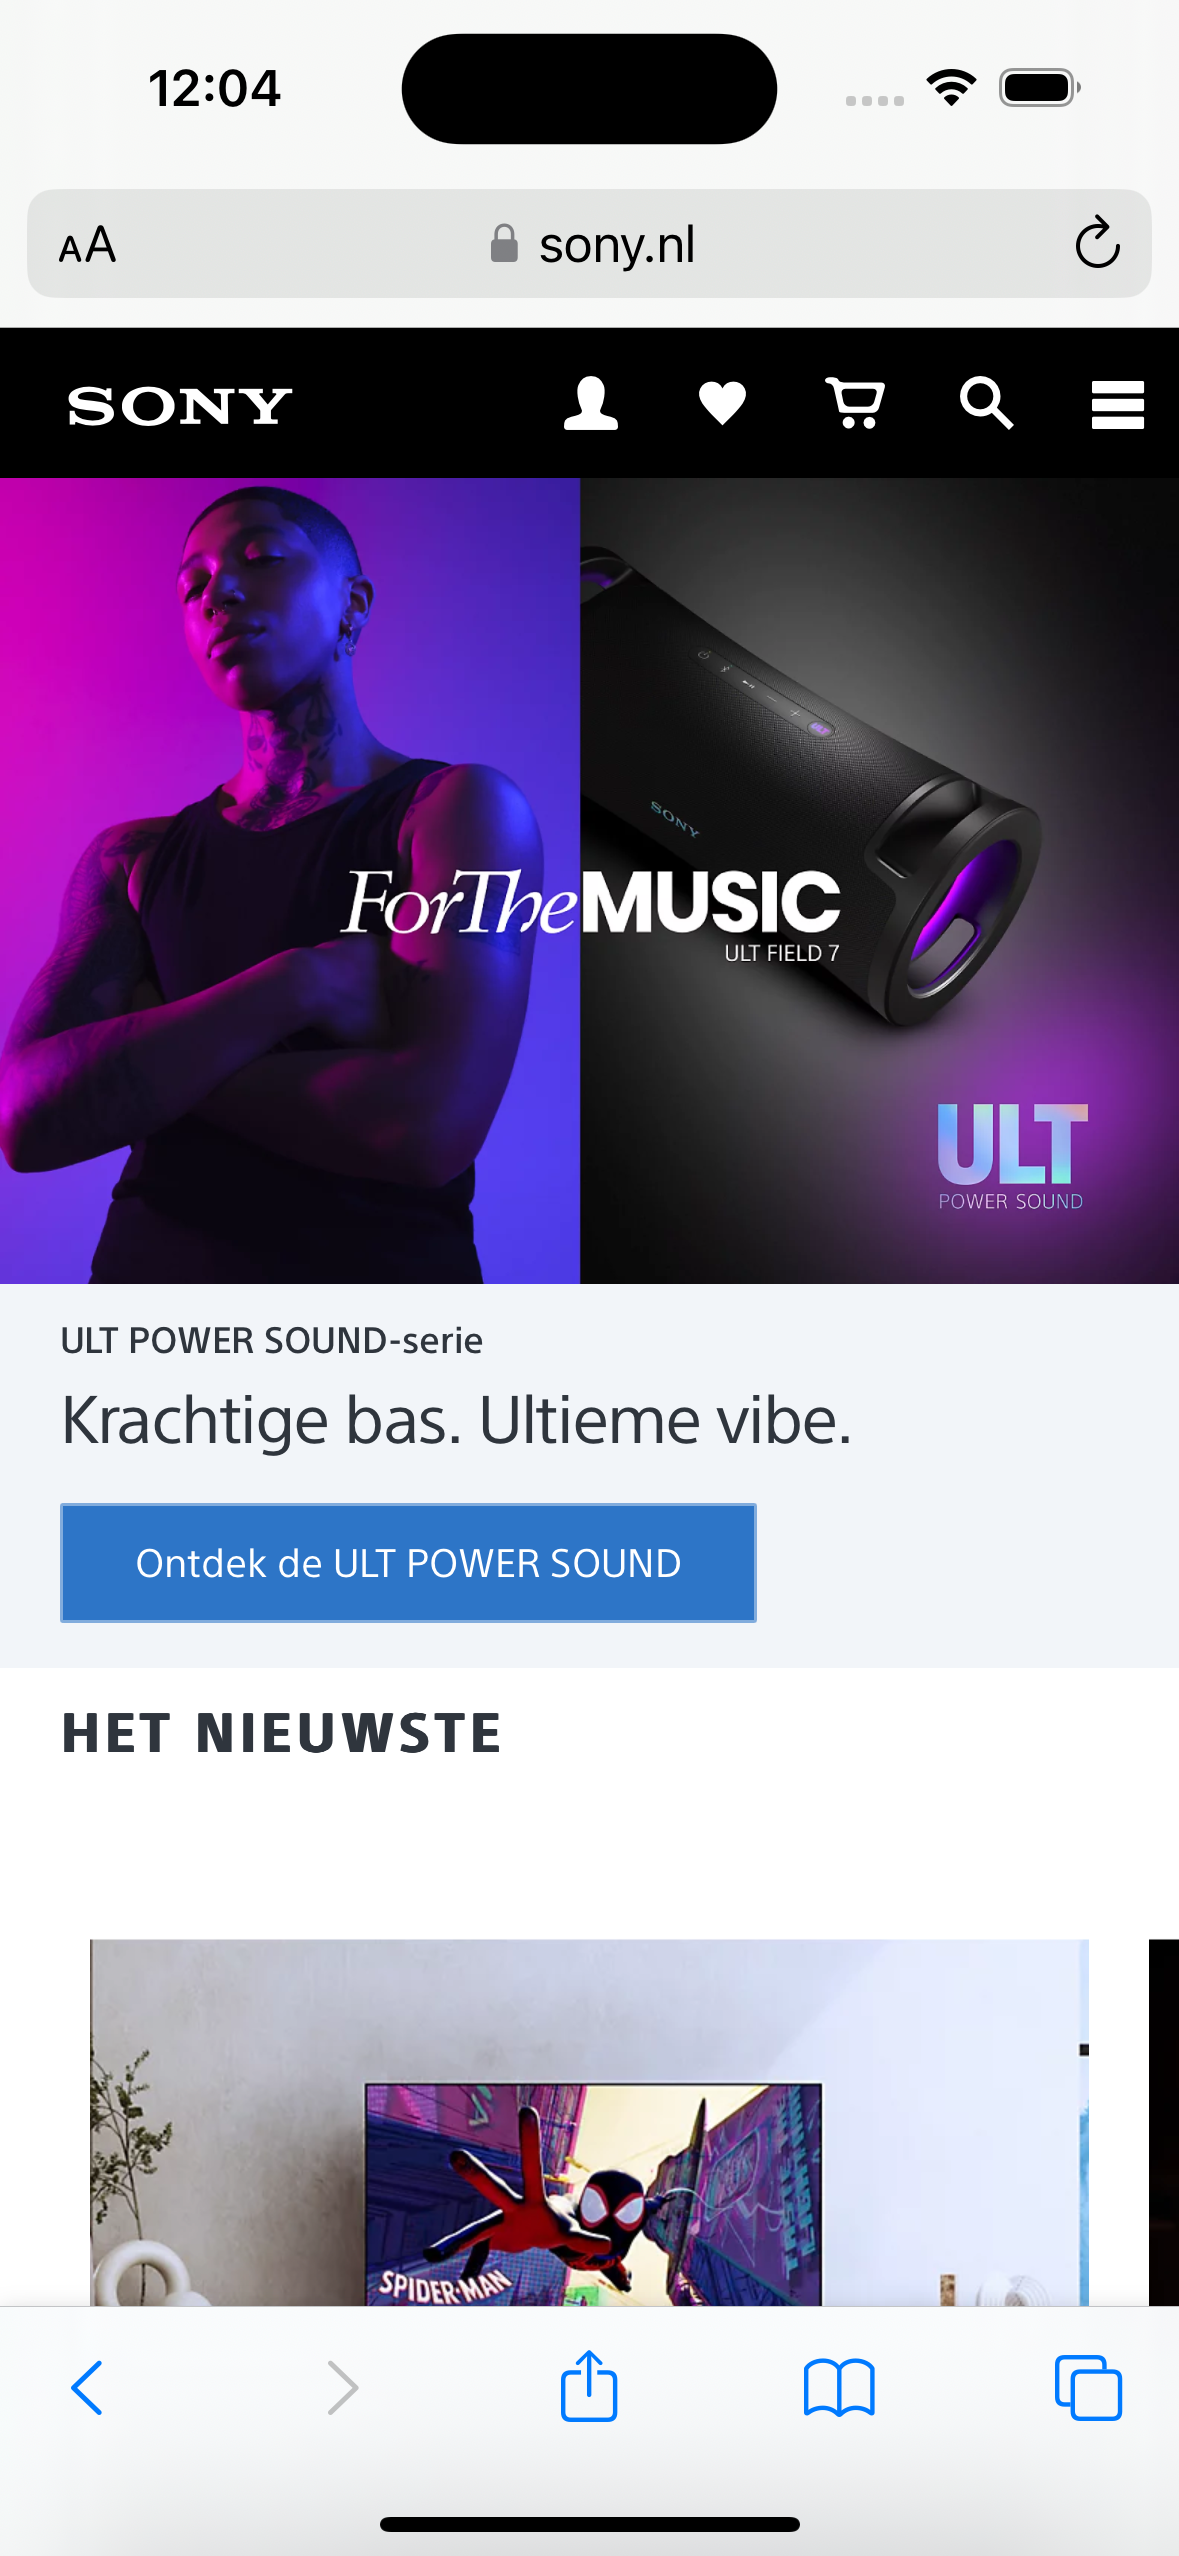 12:04
AA
sony.nl
SONY
SONY
ForTheMUSIC
ULT FIELD 7
ULT
POWER SOUND
ULT POWER SOUND-serie
Krachtige bas. Ultieme vibe.
Ontdek de ULT POWER SOUND
HET NIEUWSTE
SPIDER-MAN